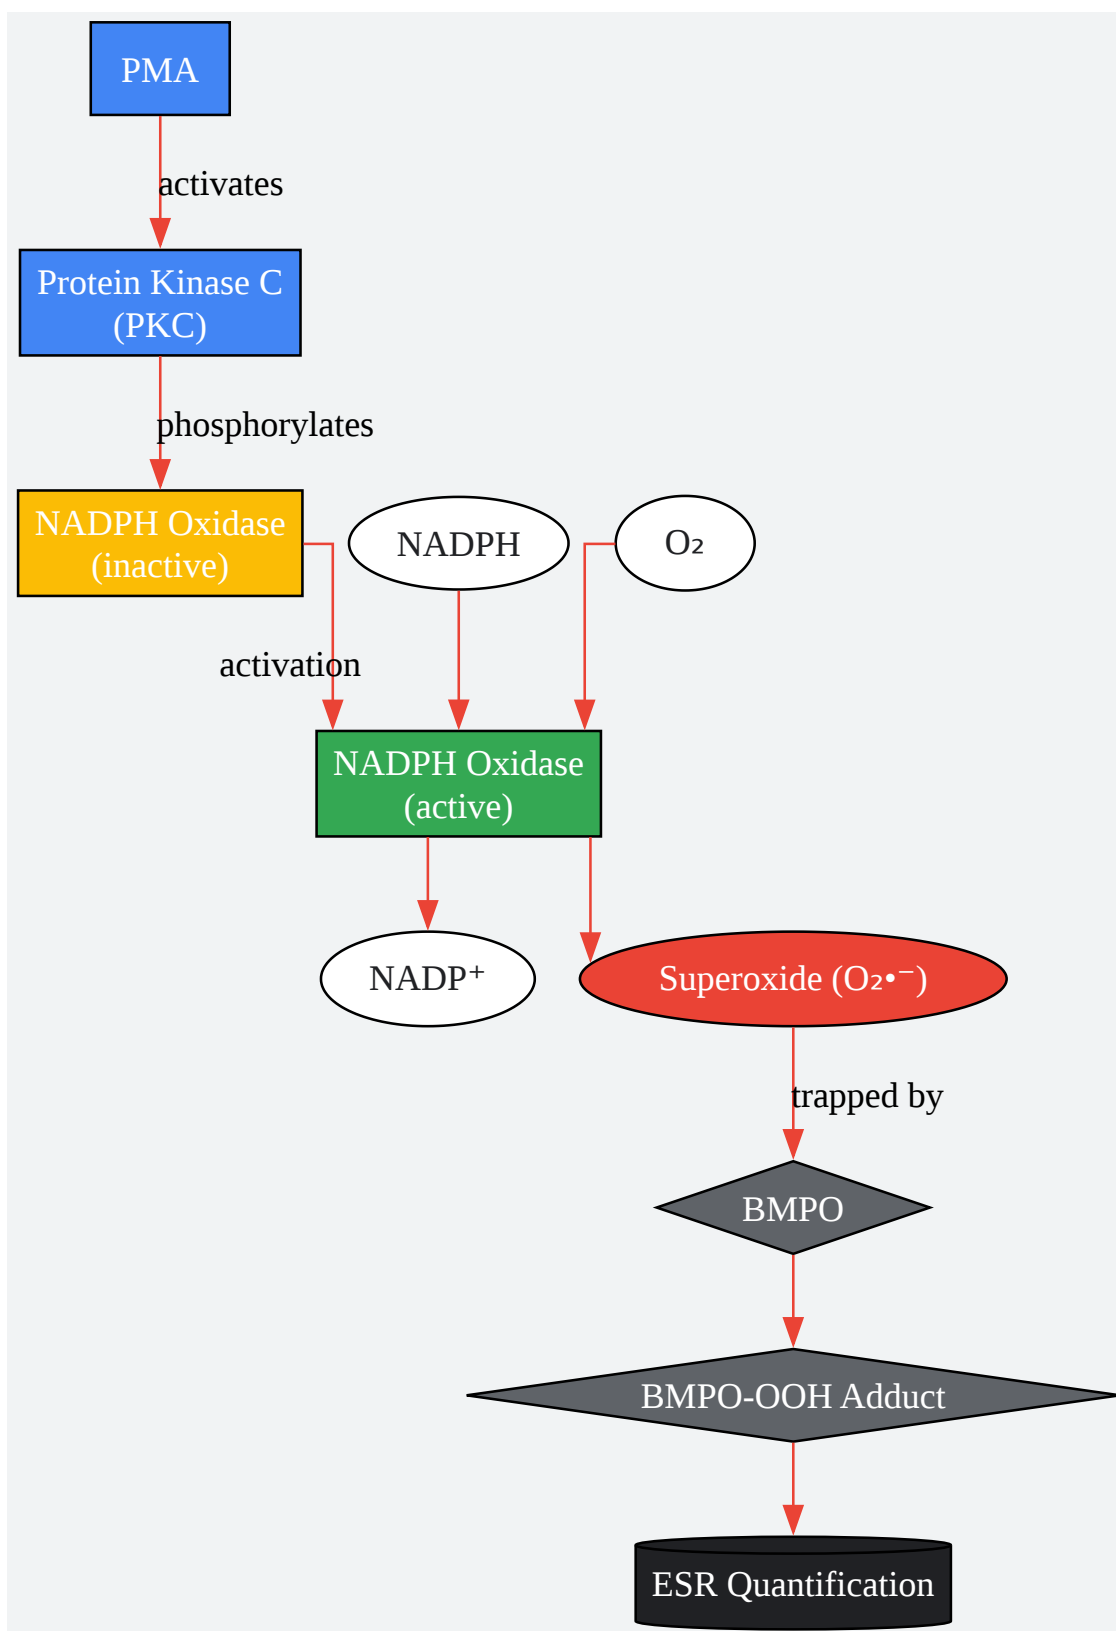 PMA
activates
Protein Kinase C
(PKC)
phosphorylates
NADPH Oxidase
(inactive)
NADPH
O₂
activation
NADPH Oxidase
(active)
NADP⁺
Superoxide (O₂•⁻)
trapped by
BMPO
BMPO-OOH Adduct
ESR Quantification